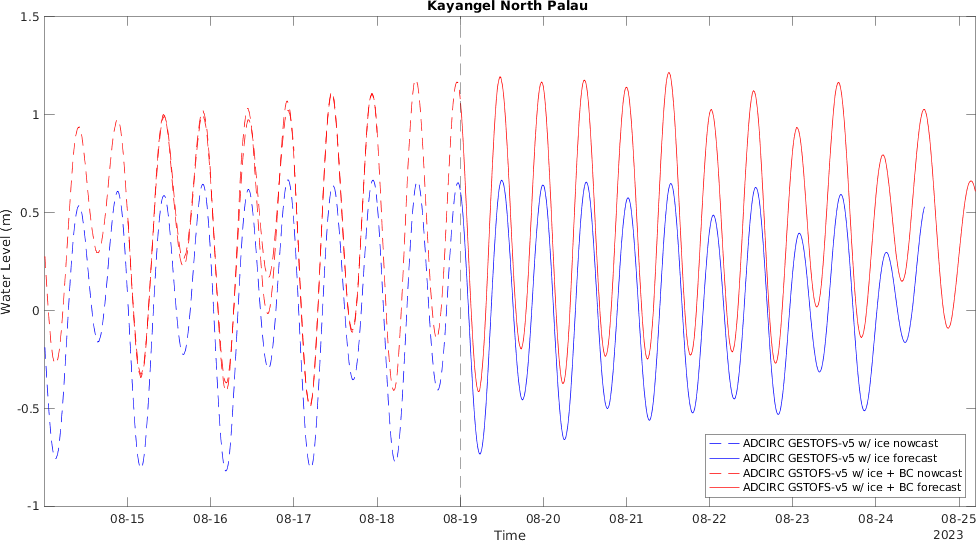 Kayangel North Palau
1.5
1
0.5
0
-0.5
-1
Water Level (m)
ADCIRC GESTOFS-v5 w/ ice nowcast
ADCIRC GESTOFS-v5 w/ ice forecast
ADCIRC GSTOFS-v5 w/ ice + BC nowcast
ADCIRC GSTOFS-v5 w/ ice + BC forecast
08-15 08-16 08-17 08-18 08-19 08-20 08-21 08-22 08-23 08-24 08-25
Time
2023